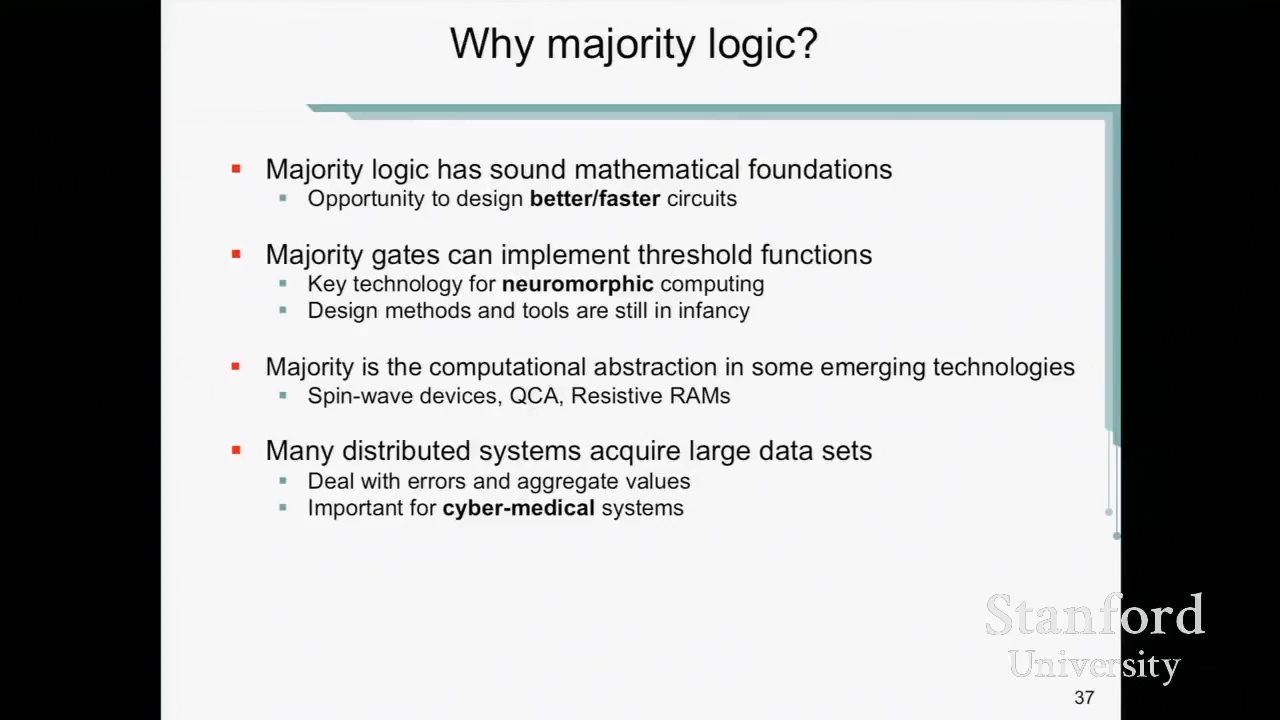 Why majority logic?
Majority logic has sound mathematical foundations
Opportunity to design better/faster circuits
Majority gates can implement threshold functions
Key technology for neuromorphic computing
Design methods and tools are still in infancy
Majority is the computational abstraction in some emerging technologies
Spin-wave devices, QCA, Resistive RAMs
Many distributed systems acquire large data sets
Deal with errors and aggregate values
Important for cyber-medical systems
Stanford
University
37